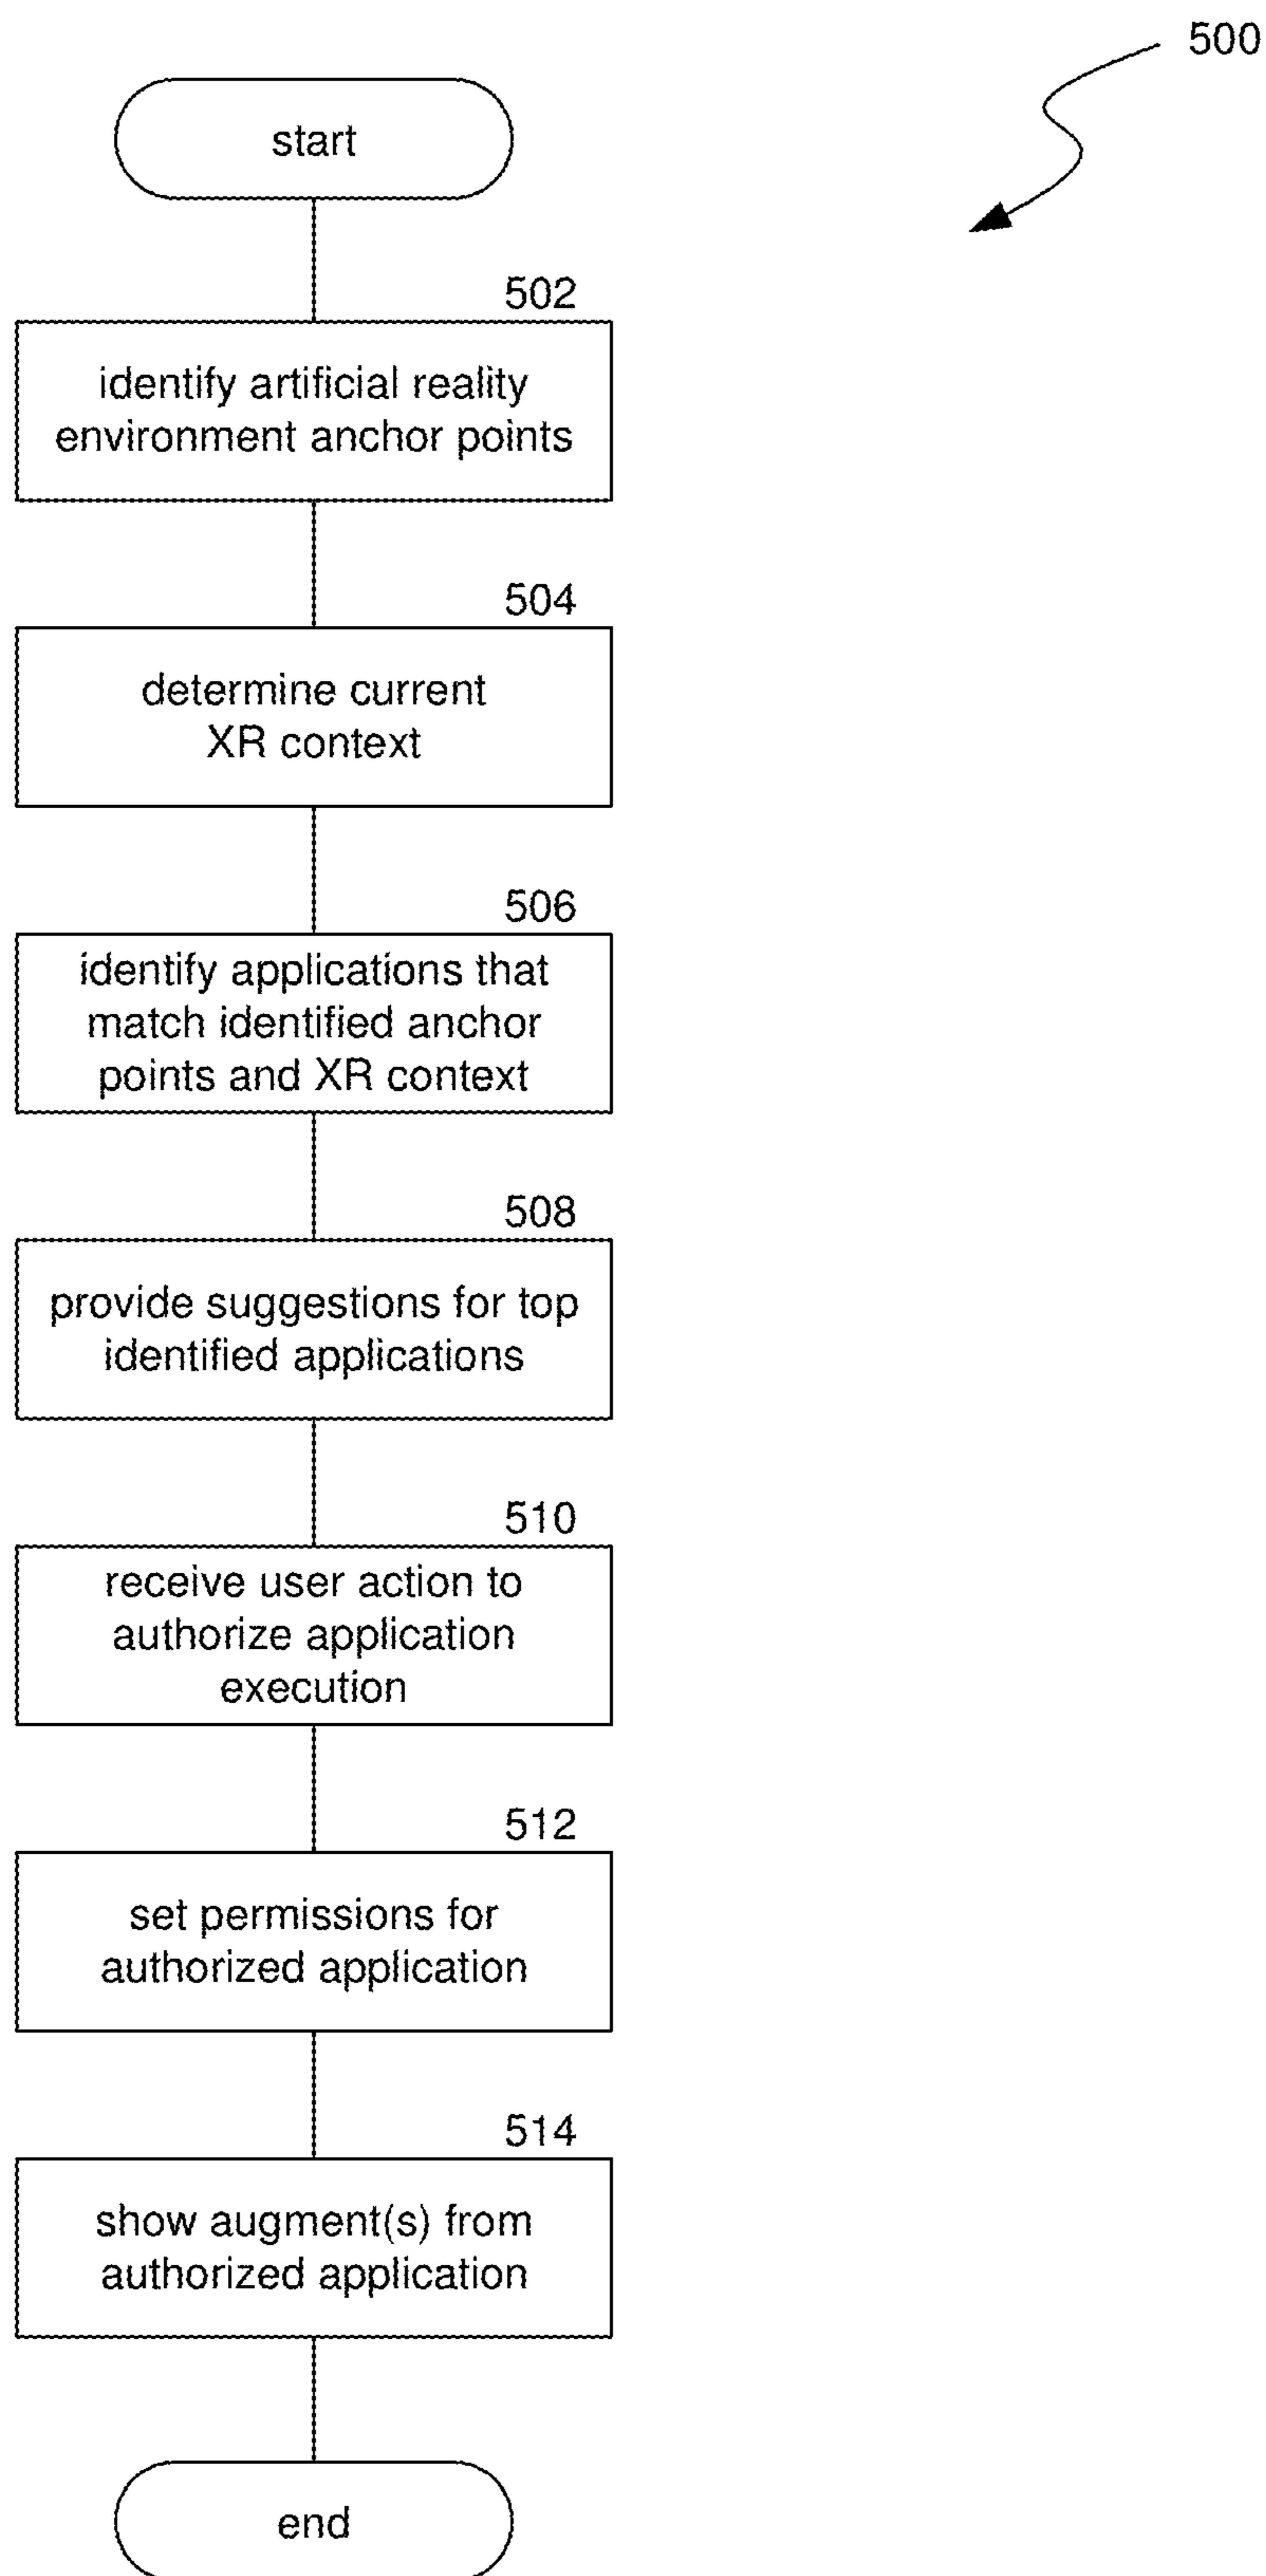 500
start
502
identify artificial reality
environment anchor points
504
determine current
XR context
506
identify applications that
match identified anchor
points and XR context
508
provide suggestions for top
identified applications
510
receive user action to
authorize application
execution
512
set permissions for
authorized application
514
show augment(s) from
authorized application
end